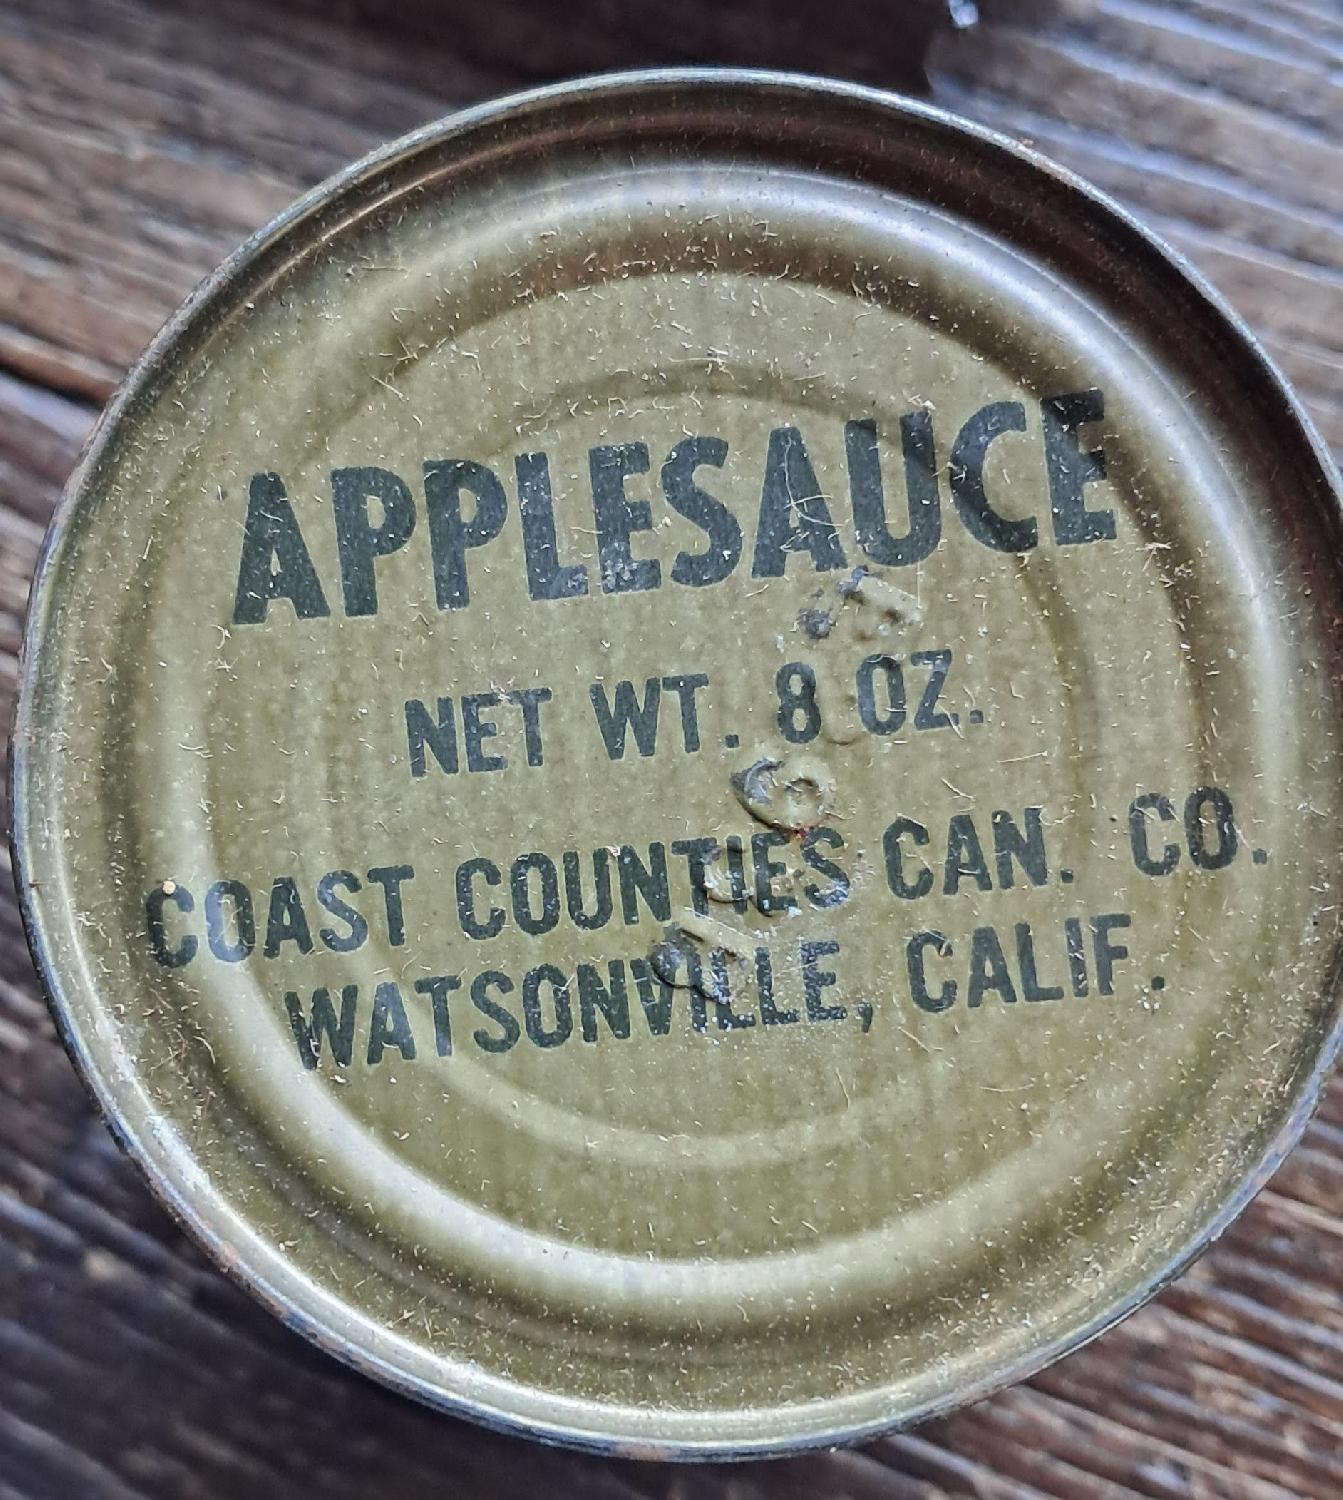 APPLESAUCE
NET WT. 8 OZ.
COAST COUNTIES CAN. CO.
WATSONVILLE, CALIF.